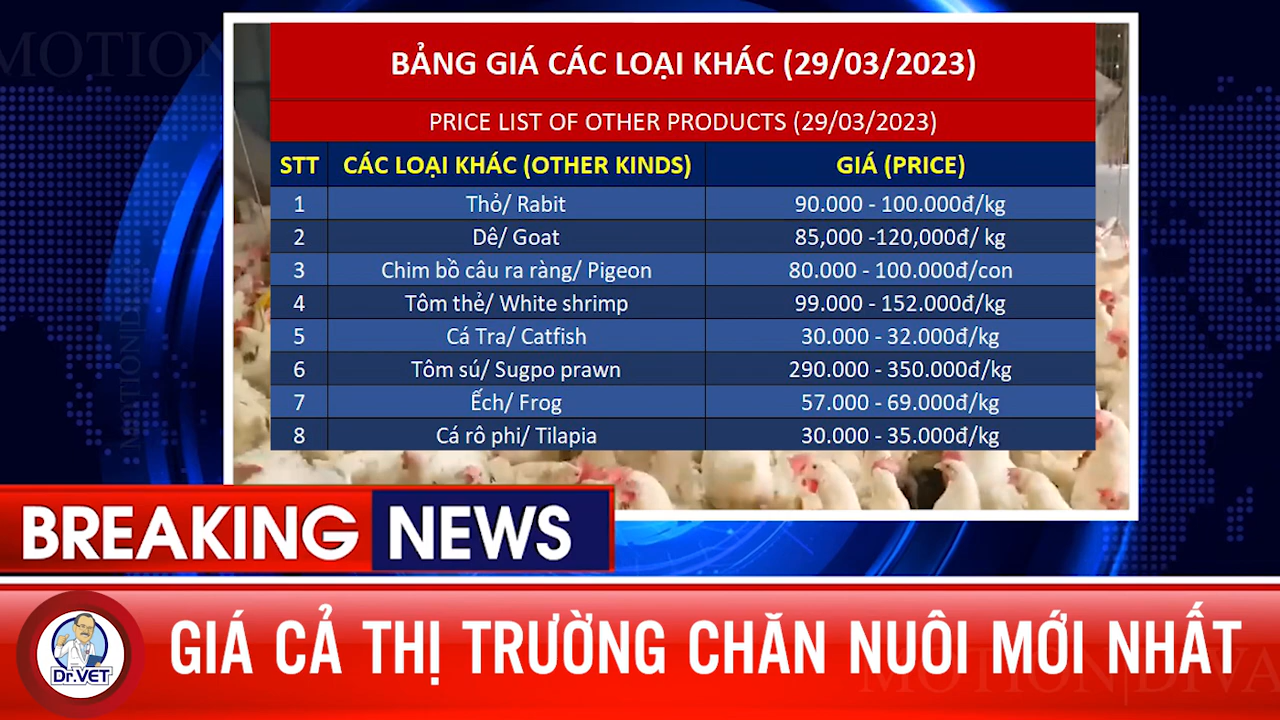 MOTION
BẢNG GIÁ CÁC LOẠI KHÁC (29/03/2023)
PRICE LIST OF OTHER PRODUCTS (29/03/2023)
STT CÁC LOẠI KHÁC (OTHER KINDS) GIÁ (PRICE)
1 Thỏ/ Rabit 90.000 - 100.000đ/kg
2 Dê/ Goat 85,000 -120,000đ/ kg
3 Chim bồ câu ra ràng/ Pigeon 80.000 - 100.000đ/con
4 Tôm thẻ/ White shrimp 99.000 - 152.000đ/kg
5 Cá Tra/ Catfish 30.000 - 32.000đ/kg
6 Tôm sú/ Sugpo prawn 290.000 - 350.000đ/kg
7 Ếch/ Frog 57.000 - 69.000đ/kg
8 Cá rô phi/ Tilapia 30.000 - 35.000đ/kg
BREAKING NEWS
GIÁ CẢ THỊ TRƯỜNG CHĂN NUÔI MỚI NHẤT
Dr.VET
MOTION|DIVA